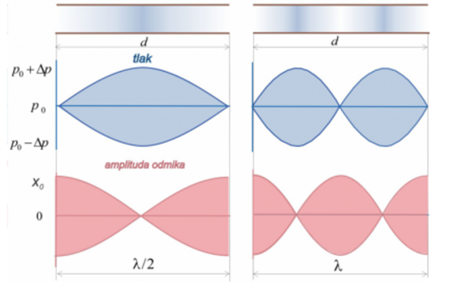 d
d
tlak
p₀+Δp
p₀
p₀−Δp
amplituda odmika
X₀
0
λ/2
λ